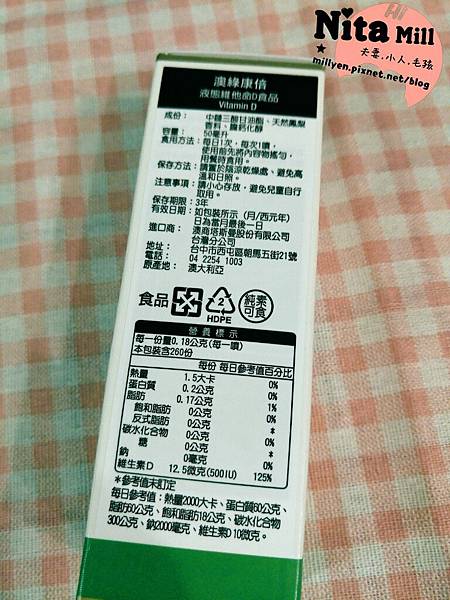 Hi
Nita Mill
夫妻,小人,毛孩
millyen.pixnet.net/blog
澳綠康倍
液態維他命D食品
Vitamin D
成份： 中鏈三酸甘油酯、天然鳳梨
香料、膽鈣化醇
容量： 50毫升
食用方法：每日1次，每次1噴，
使用前先將內容物搖勻，
用餐時食用。
保存方法：請置於陰涼乾燥處、避免高
溫和日照。
注意事項：請小心存放，避免兒童自行
取用。
保存期限：3年
有效日期：如包裝所示（月/西元年）
日為當月最後一日
進口商： 澳商塔斯曼股份有限公司
台灣分公司
地址： 台中市西屯區朝馬五街21號
電話： 04 2254 1003
原產地： 澳大利亞
食品
2
HDPE
純素
可食
營養標示
每一份量0.18公克(每一噴)
本包裝含260份
每份 每日參考值百分比
熱量 1.5大卡 0%
蛋白質 0.2公克 0%
脂肪 0.17公克 1%
飽和脂肪 0公克 0%
反式脂肪 0公克 *
碳水化合物 0公克 0%
糖 0公克 *
鈉 0毫克 0%
維生素D 12.5微克(500IU) 125%
*參考值未訂定
每日參考值：熱量2000大卡、蛋白質60公克、
脂肪60公克、飽和脂肪18公克、碳水化合物
300公克、鈉2000毫克、維生素D10微克。